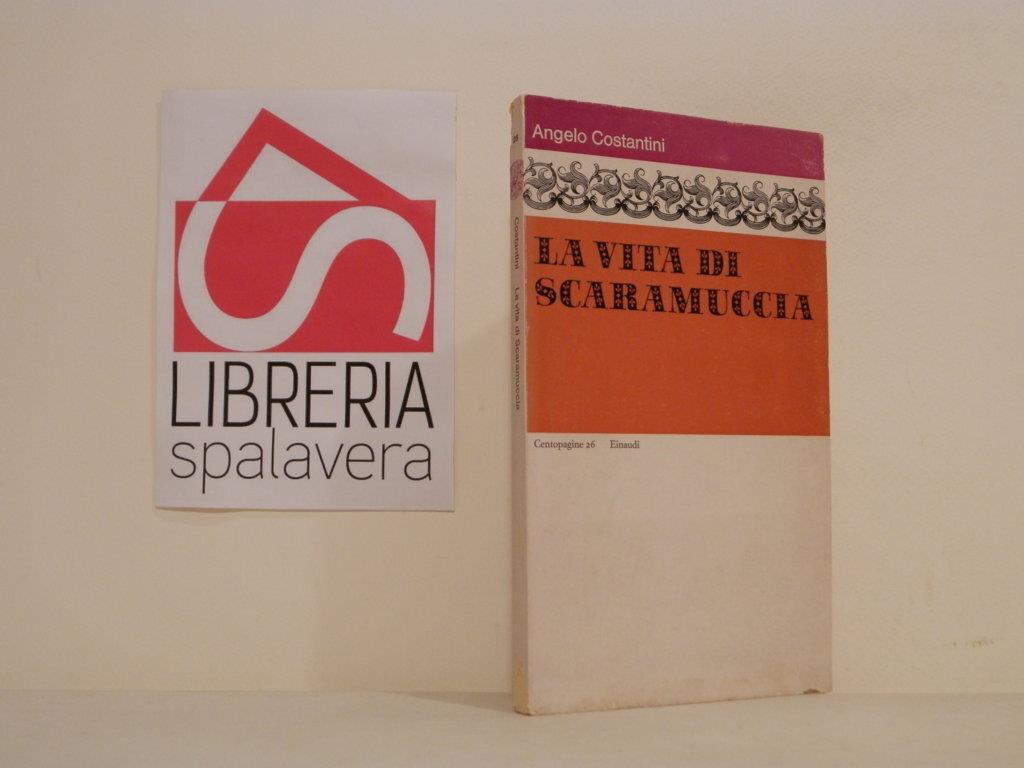 LIBRERIA
spalavera
Angelo Costantini
LA VITA DI
SCARAMUCCIA
Centopagine 26 Einaudi
Costantini La vita di Scaramuccia